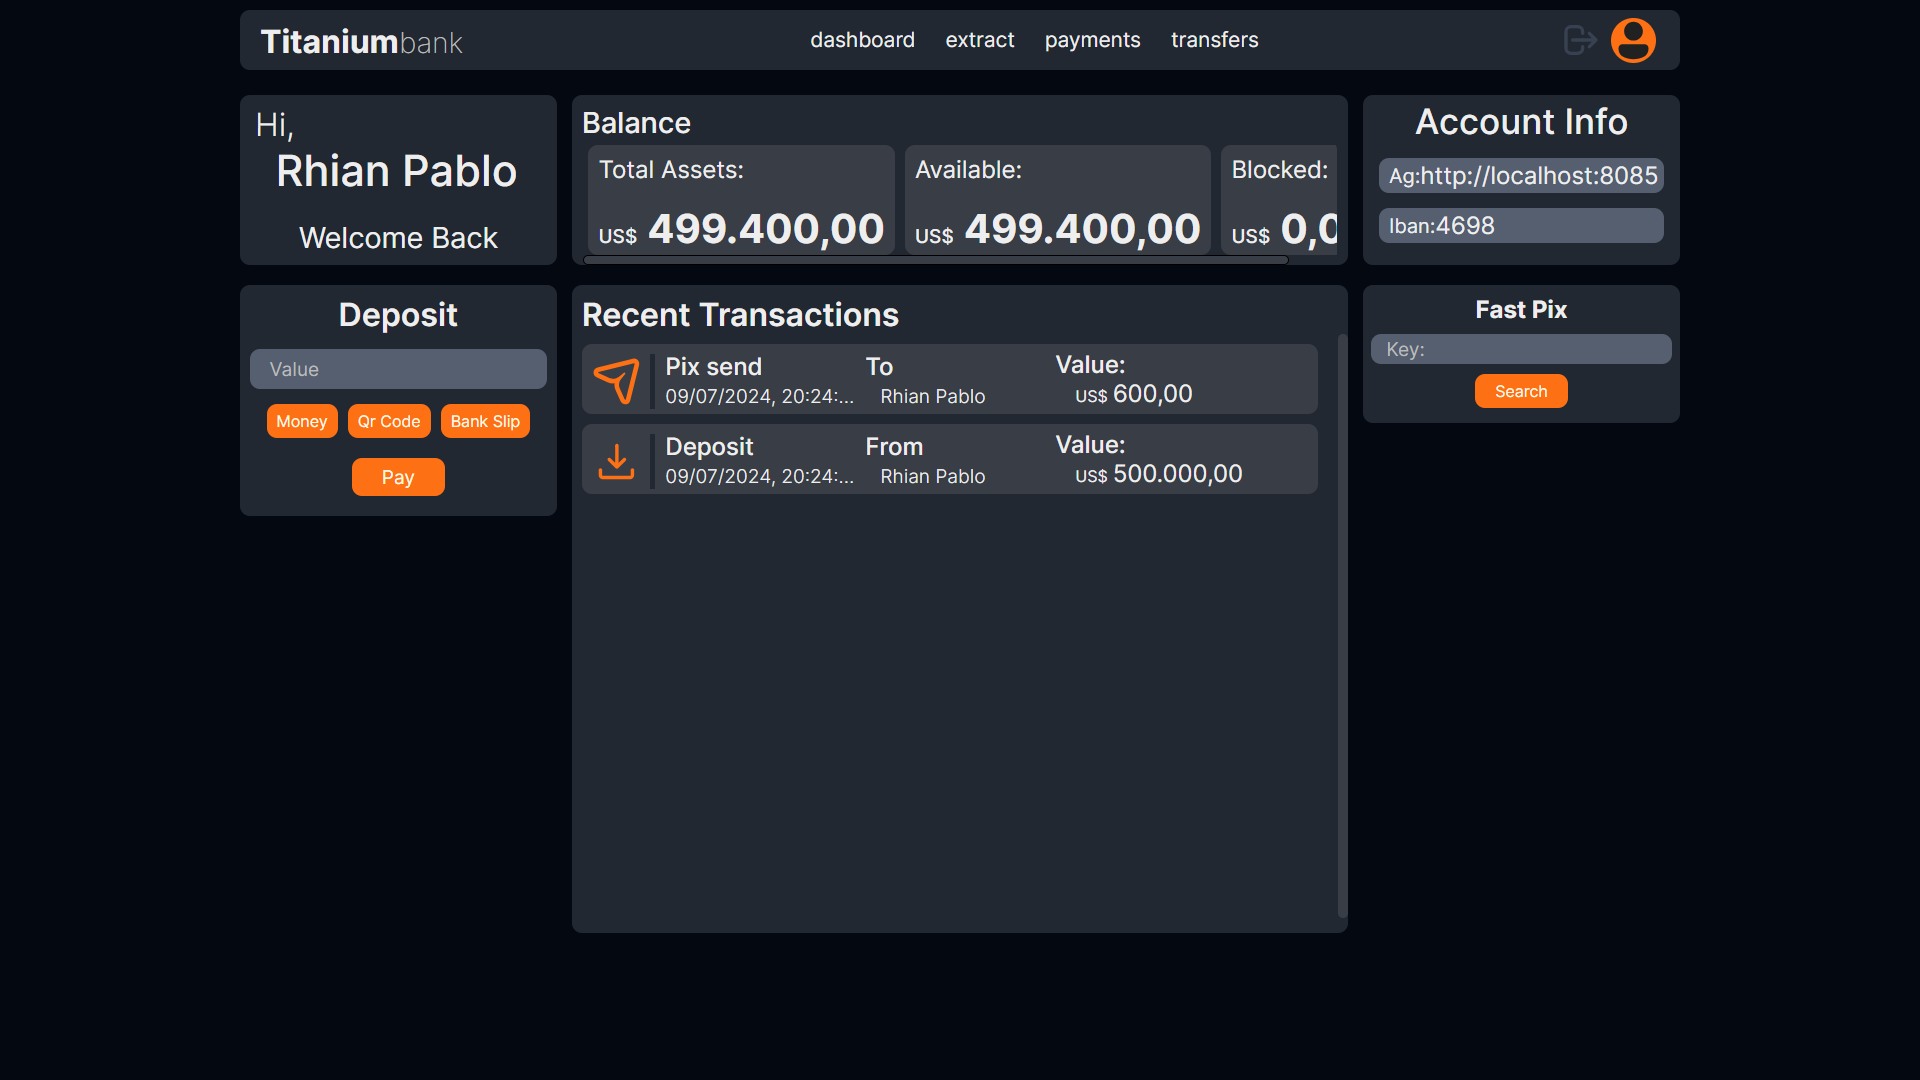 Titaniumbank
dashboard extract payments transfers
Hi,
Rhian Pablo
Welcome Back
Balance
Total Assets:
US$ 499.400,00
Available:
US$ 499.400,00
Blocked:
US$ 0,0
Account Info
Ag:http://localhost:8085
Iban:4698
Deposit
Value
Money Qr Code Bank Slip
Pay
Recent Transactions
Pix send To Value:
09/07/2024, 20:24:... Rhian Pablo US$ 600,00
Deposit From Value:
09/07/2024, 20:24:... Rhian Pablo US$ 500.000,00
Fast Pix
Key:
Search